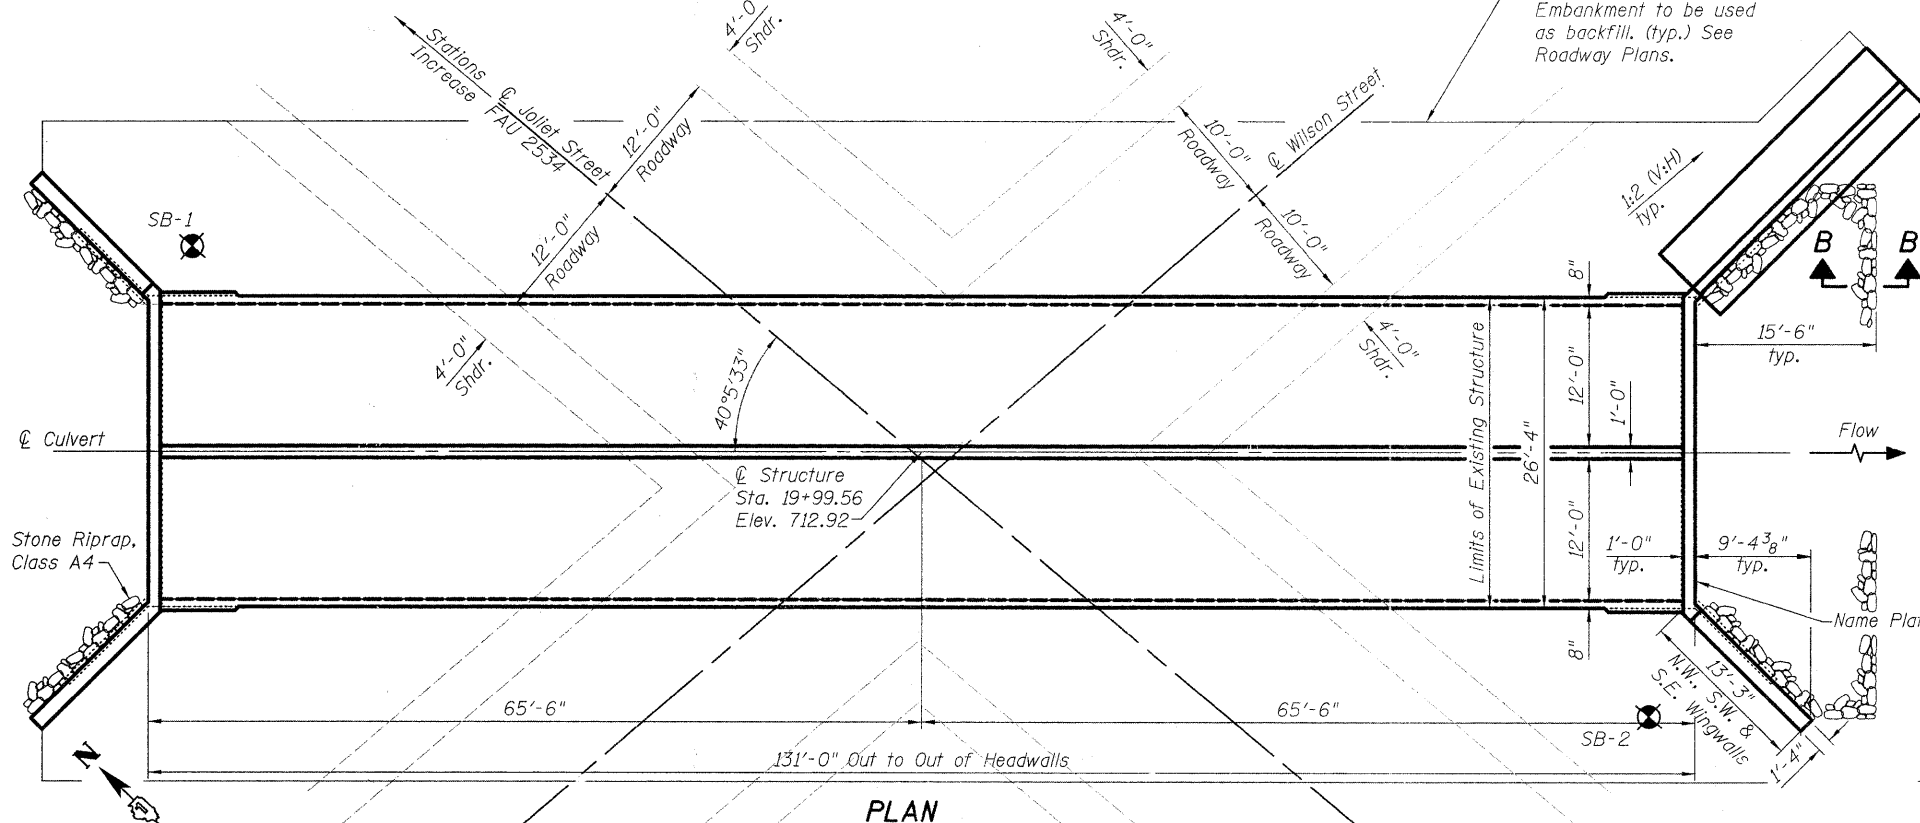 Embankment to be used
as backfill. (typ.) See
Roadway Plans.
4'-0
Shdr.
4'-0"
Shdr.
Stations
Increase
℄ Joliet Street
FAU 2534
12'-0"
Roadway
10'-0"
Roadway
℄ Wilson Street
1:2 (V:H)
typ.
SB-1
12'-0"
Roadway
10'-0"
Roadway
B B
8"
15'-6"
typ.
4'-0"
Shdr.
40°5'33"
4'-0"
Shdr.
Limits of Existing Structure
26'-4"
12'-0"
1'-0"
℄ Culvert
Flow
℄ Structure
Sta. 19+99.56
Elev. 712.92
Stone Riprap,
Class A4
12'-0"
1'-0"
typ.
9'-4 3/8"
typ.
Name Plat
8"
13'-3"
N.W., S.W. &
S.E. Wingwalls
1'-4"
65'-6"
65'-6"
SB-2
131'-0" Out to Out of Headwalls
N
PLAN